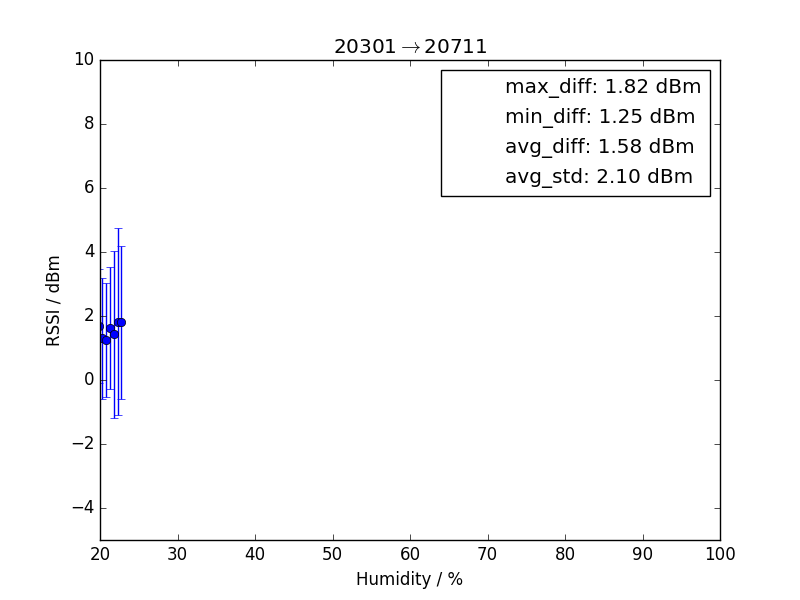 20301→20711
max_diff: 1.82 dBm
min_diff: 1.25 dBm
avg_diff: 1.58 dBm
avg_std: 2.10 dBm
10
8
6
4
2
0
−2
−4
RSSI / dBm
20 30 40 50 60 70 80 90 100
Humidity / %